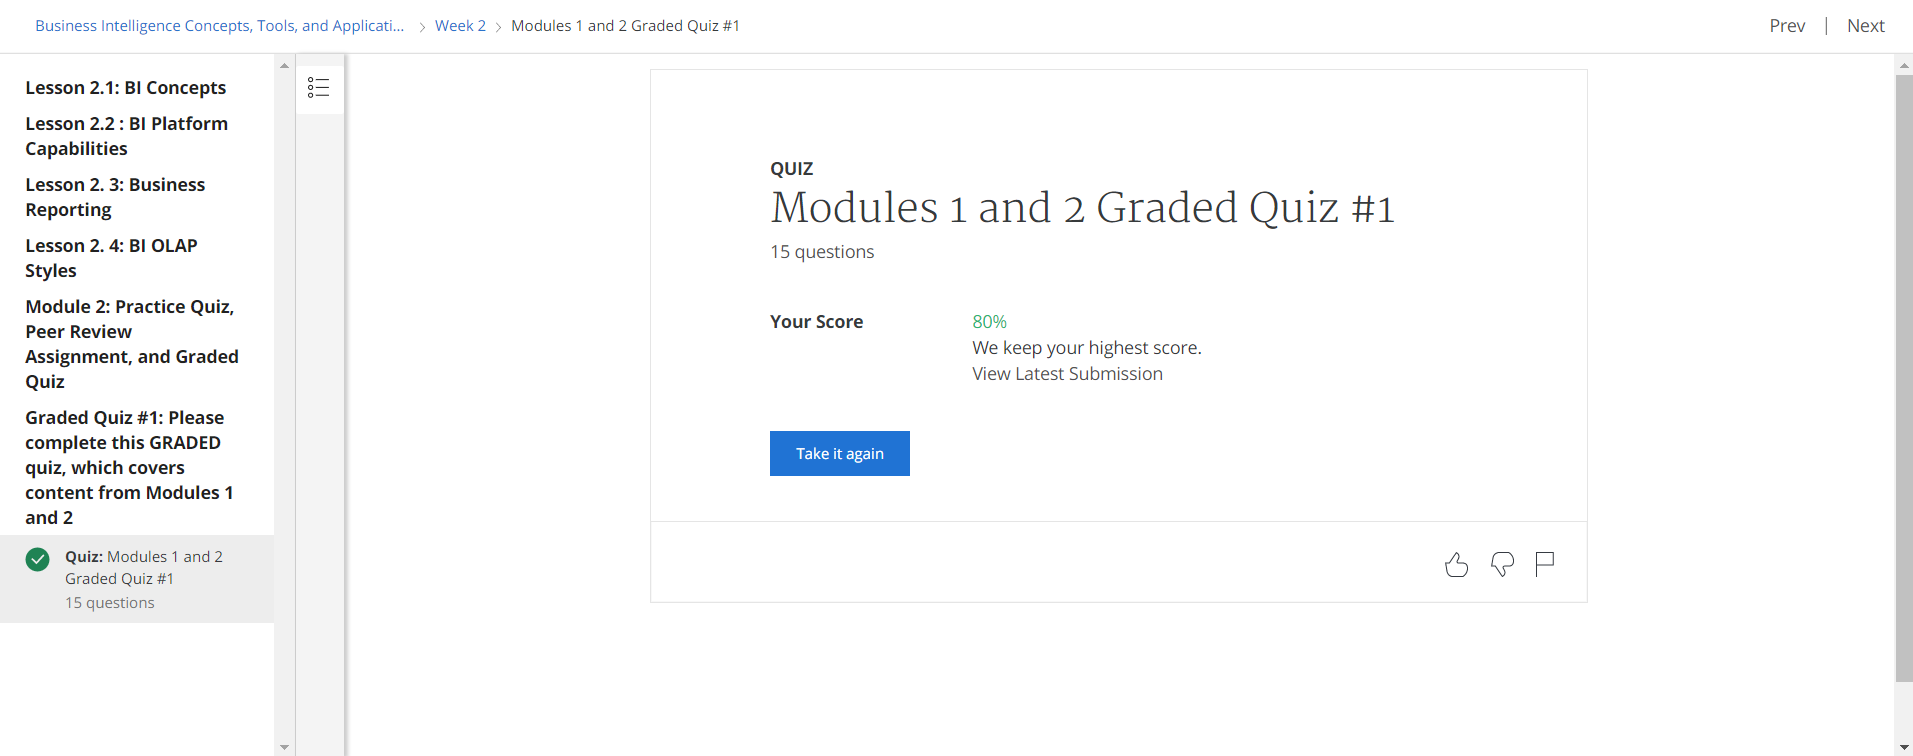 Business Intelligence Concepts, Tools, and Applicati... > Week 2 > Modules 1 and 2 Graded Quiz #1
Prev | Next
Lesson 2.1: BI Concepts
Lesson 2.2 : BI Platform
Capabilities
Lesson 2. 3: Business
Reporting
Lesson 2. 4: BI OLAP
Styles
Module 2: Practice Quiz,
Peer Review
Assignment, and Graded
Quiz
Graded Quiz #1: Please
complete this GRADED
quiz, which covers
content from Modules 1
and 2
Quiz: Modules 1 and 2
Graded Quiz #1
15 questions
QUIZ
Modules 1 and 2 Graded Quiz #1
15 questions
Your Score
80%
We keep your highest score.
View Latest Submission
Take it again